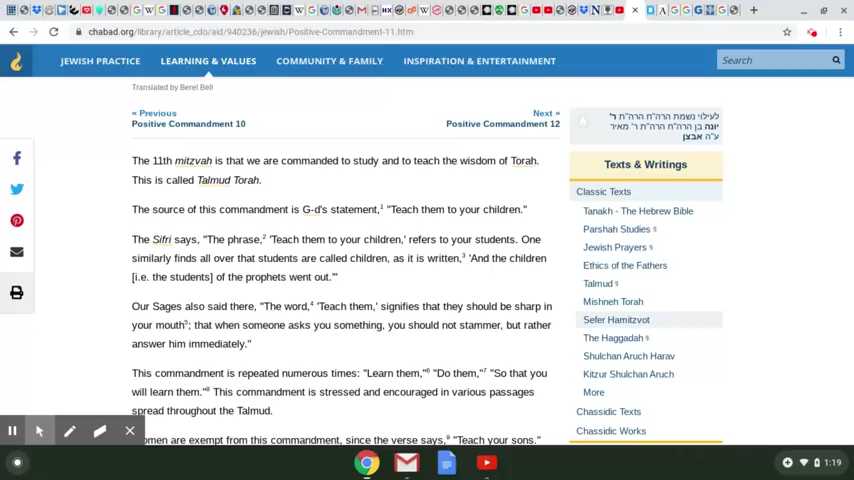 chabad.org/library/article_cdo/aid/940236/jewish/Positive-Commandment-11.htm
JEWISH PRACTICE LEARNING & VALUES COMMUNITY & FAMILY INSPIRATION & ENTERTAINMENT Search
Translated by Berel Bell
« Previous
Positive Commandment 10
Next »
Positive Commandment 12
The 11th mitzvah is that we are commanded to study and to teach the wisdom of Torah.
This is called Talmud Torah.
The source of this commandment is G-d's statement,1 "Teach them to your children."
The Sifri says, "The phrase,2 'Teach them to your children,' refers to your students. One
similarly finds all over that students are called children, as it is written,3 'And the children
[i.e. the students] of the prophets went out.'"
Our Sages also said there, "The word,4 'Teach them,' signifies that they should be sharp in
your mouth5; that when someone asks you something, you should not stammer, but rather
answer him immediately."
This commandment is repeated numerous times: "Learn them,"6 "Do them,"7 "So that you
will learn them."8 This commandment is stressed and encouraged in various passages
spread throughout the Talmud.
omen are exempt from this commandment, since the verse says,9 "Teach your sons."
לעילוי נשמת הרה"ח הרה"ת ר'
יונה בן הרה"ח הרה"ת ר' מאיר
ע"ה אבצן
Texts & Writings
Classic Texts
Tanakh - The Hebrew Bible
Parshah Studies
Jewish Prayers
Ethics of the Fathers
Talmud
Mishneh Torah
Sefer Hamitzvot
The Haggadah
Shulchan Aruch Harav
Kitzur Shulchan Aruch
More
Chassidic Texts
Chassidic Works
1:19